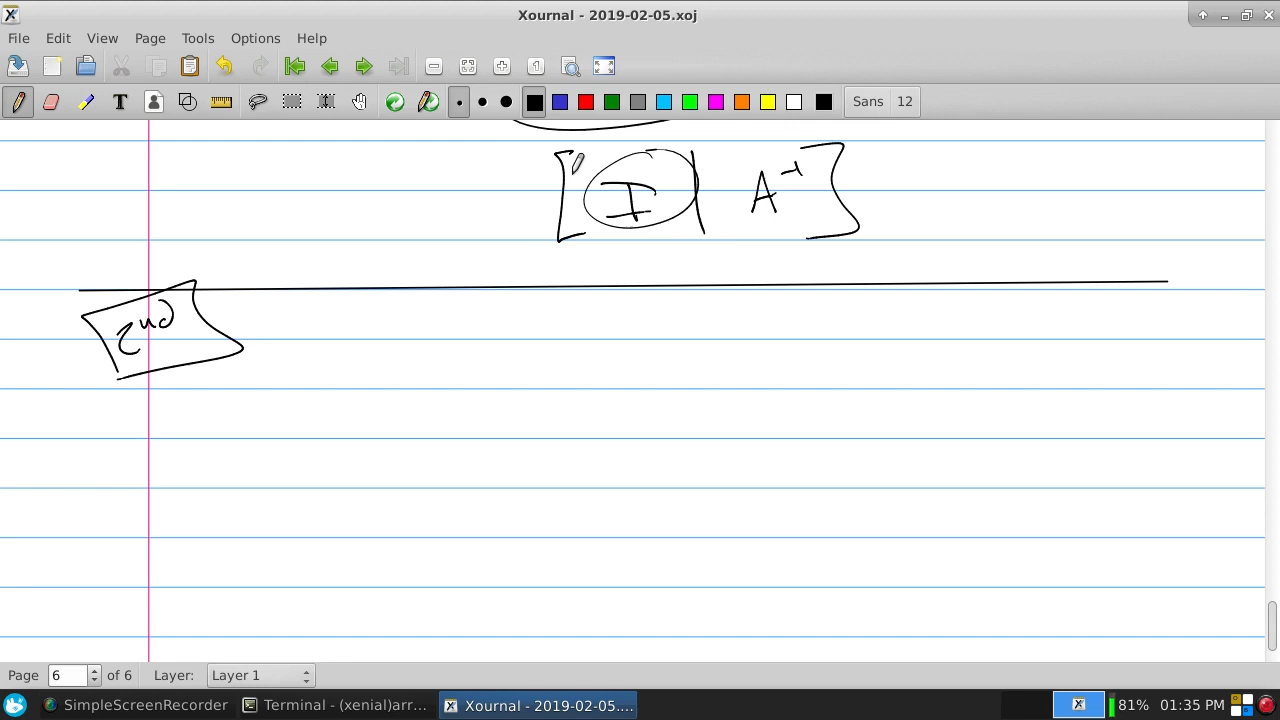 Xournal - 2019-02-05.xoj
File Edit View Page Tools Options Help
T Sans 12
[ I | A⁻¹ ]
2nd
Page 6 of 6 Layer: Layer 1
SimpleScreenRecorder Terminal - (xenial)arr... Xournal - 2019-02-05.... 81% 01:35 PM